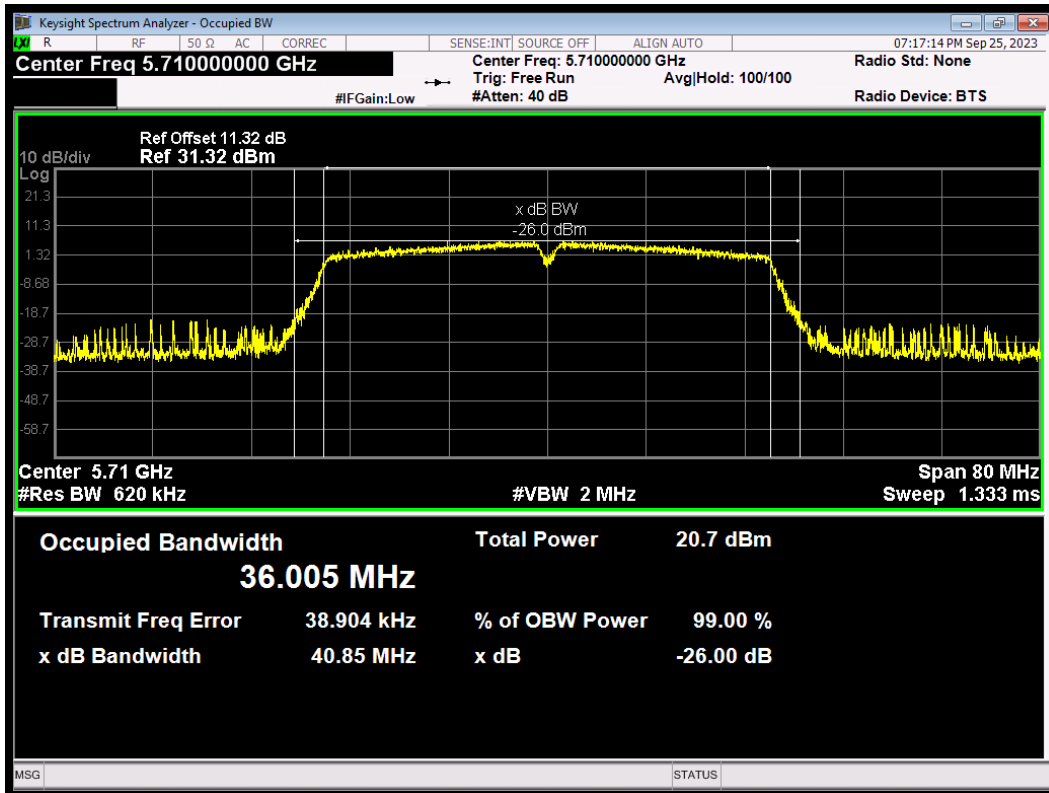 Keysight Spectrum Analyzer - Occupied BW
LXI R RF 50 Ω AC CORREC SENSE:INT SOURCE OFF ALIGN AUTO 07:17:14 PM Sep 25, 2023
Center Freq 5.710000000 GHz Center Freq: 5.710000000 GHz Radio Std: None
Trig: Free Run Avg|Hold: 100/100
#IFGain:Low #Atten: 40 dB Radio Device: BTS
Ref Offset 11.32 dB
10 dB/div Ref 31.32 dBm
Log
21.3
x dB BW
11.3
-26.0 dBm
1.32
-8.68
-18.7
-28.7
-38.7
-48.7
-58.7
Center 5.71 GHz Span 80 MHz
#Res BW 620 kHz #VBW 2 MHz Sweep 1.333 ms
Occupied Bandwidth Total Power 20.7 dBm
36.005 MHz
Transmit Freq Error 38.904 kHz % of OBW Power 99.00 %
x dB Bandwidth 40.85 MHz x dB -26.00 dB
MSG STATUS